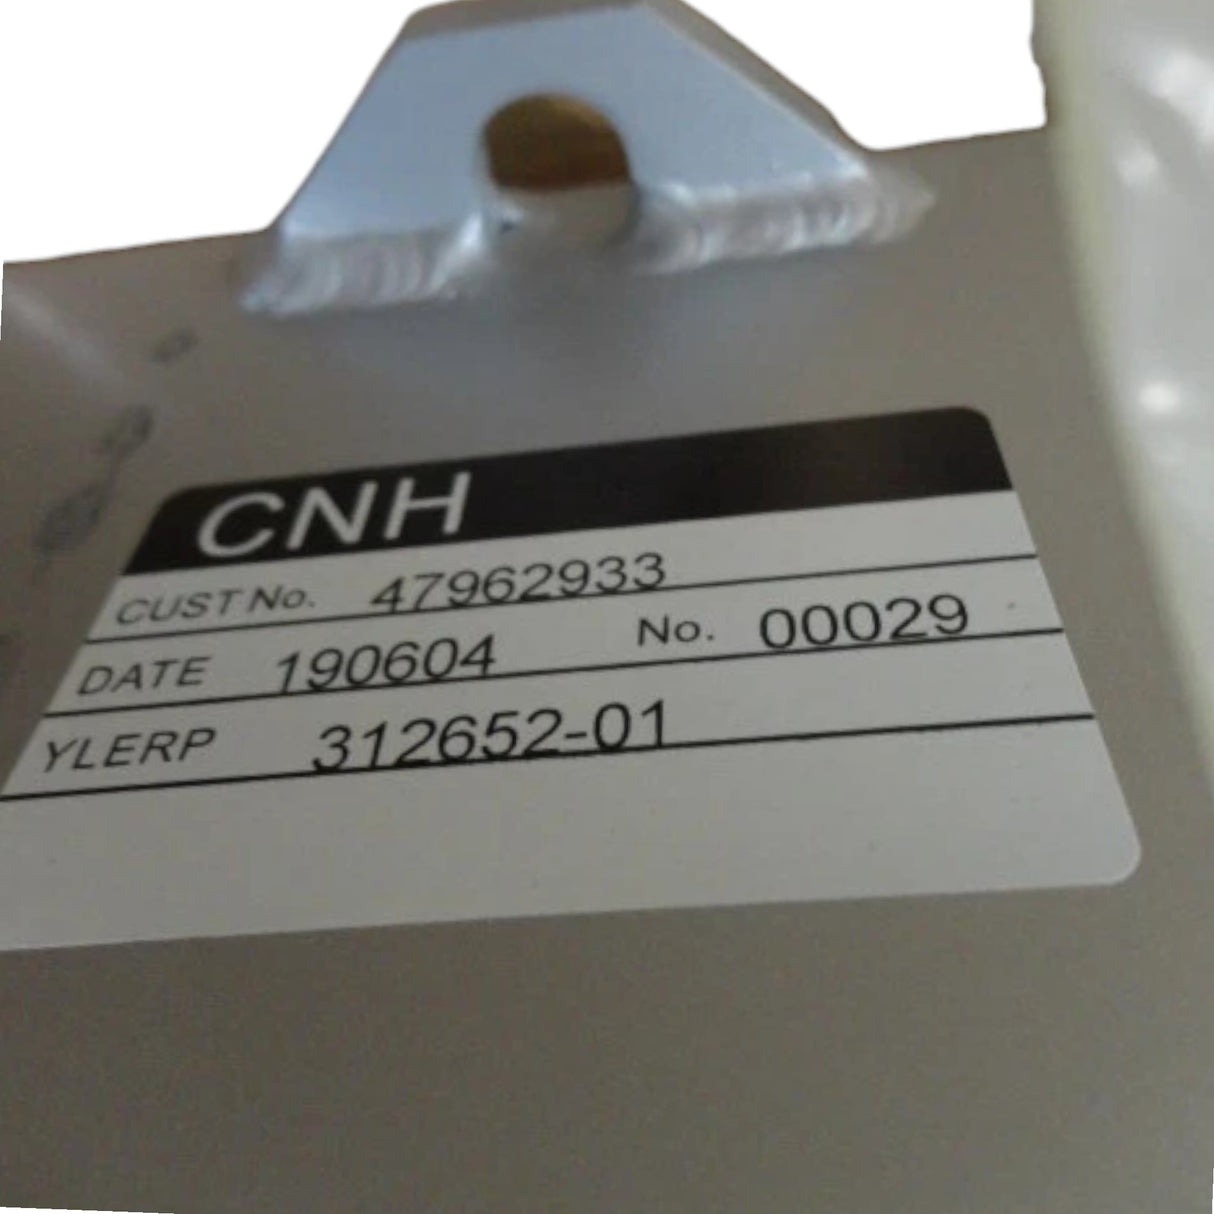 CNH
CUST No. 47962933
DATE 190604 No. 00029
YLERP 312652-01